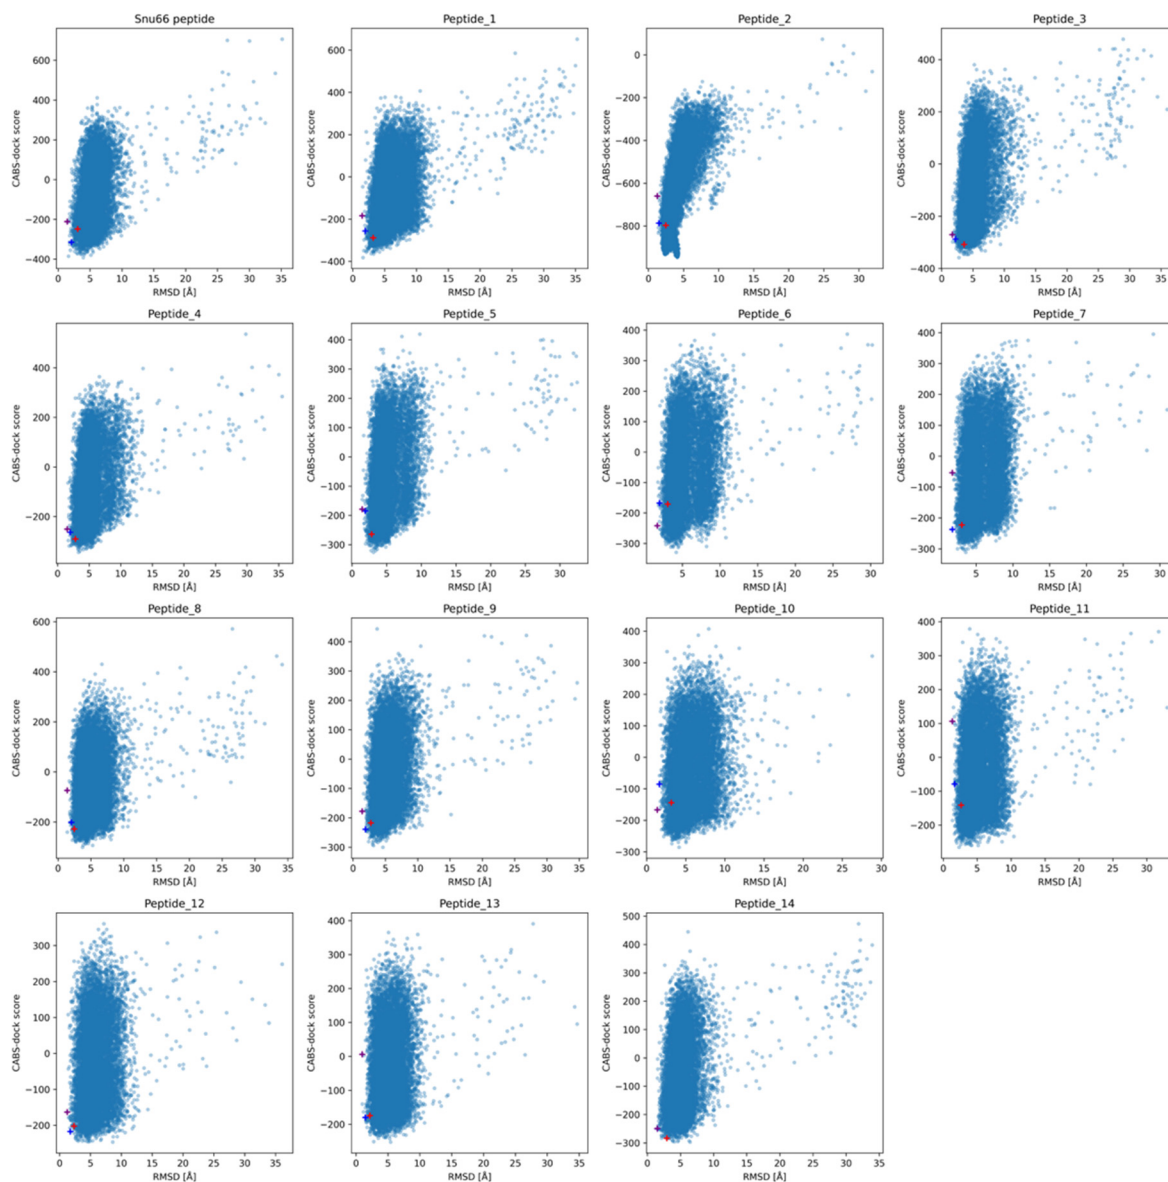 Snu66 peptide
CABS-dock score
600
400
200
0
−200
−400
0 5 10 15 20 25 30 35
RMSD [Å]
Peptide_1
CABS-dock score
600
400
200
0
−200
−400
0 5 10 15 20 25 30 35
RMSD [Å]
Peptide_2
CABS-dock score
0
−200
−400
−600
−800
0 5 10 15 20 25 30
RMSD [Å]
Peptide_3
CABS-dock score
400
200
0
−200
−400
0 5 10 15 20 25 30 35
RMSD [Å]
Peptide_4
CABS-dock score
400
200
0
−200
0 5 10 15 20 25 30 35
RMSD [Å]
Peptide_5
CABS-dock score
400
300
200
100
0
−100
−200
−300
0 5 10 15 20 25 30
RMSD [Å]
Peptide_6
CABS-dock score
400
300
200
100
0
−100
−200
−300
5 10 15 20 25 30
RMSD [Å]
Peptide_7
CABS-dock score
400
300
200
100
0
−100
−200
−300
5 10 15 20 25 30
RMSD [Å]
Peptide_8
CABS-dock score
600
400
200
0
−200
0 5 10 15 20 25 30 35
RMSD [Å]
Peptide_9
CABS-dock score
400
300
200
100
0
−100
−200
−300
0 5 10 15 20 25 30 35
RMSD [Å]
Peptide_10
CABS-dock score
400
300
200
100
0
−100
−200
−300
0 5 10 15 20 25 30
RMSD [Å]
Peptide_11
CABS-dock score
400
300
200
100
0
−100
−200
0 5 10 15 20 25 30
RMSD [Å]
Peptide_12
CABS-dock score
300
200
100
0
−100
−200
0 5 10 15 20 25 30 35
RMSD [Å]
Peptide_13
CABS-dock score
400
300
200
100
0
−100
−200
0 5 10 15 20 25 30 35
RMSD [Å]
Peptide_14
CABS-dock score
500
400
300
200
100
0
−100
−200
−300
0 5 10 15 20 25 30 35
RMSD [Å]